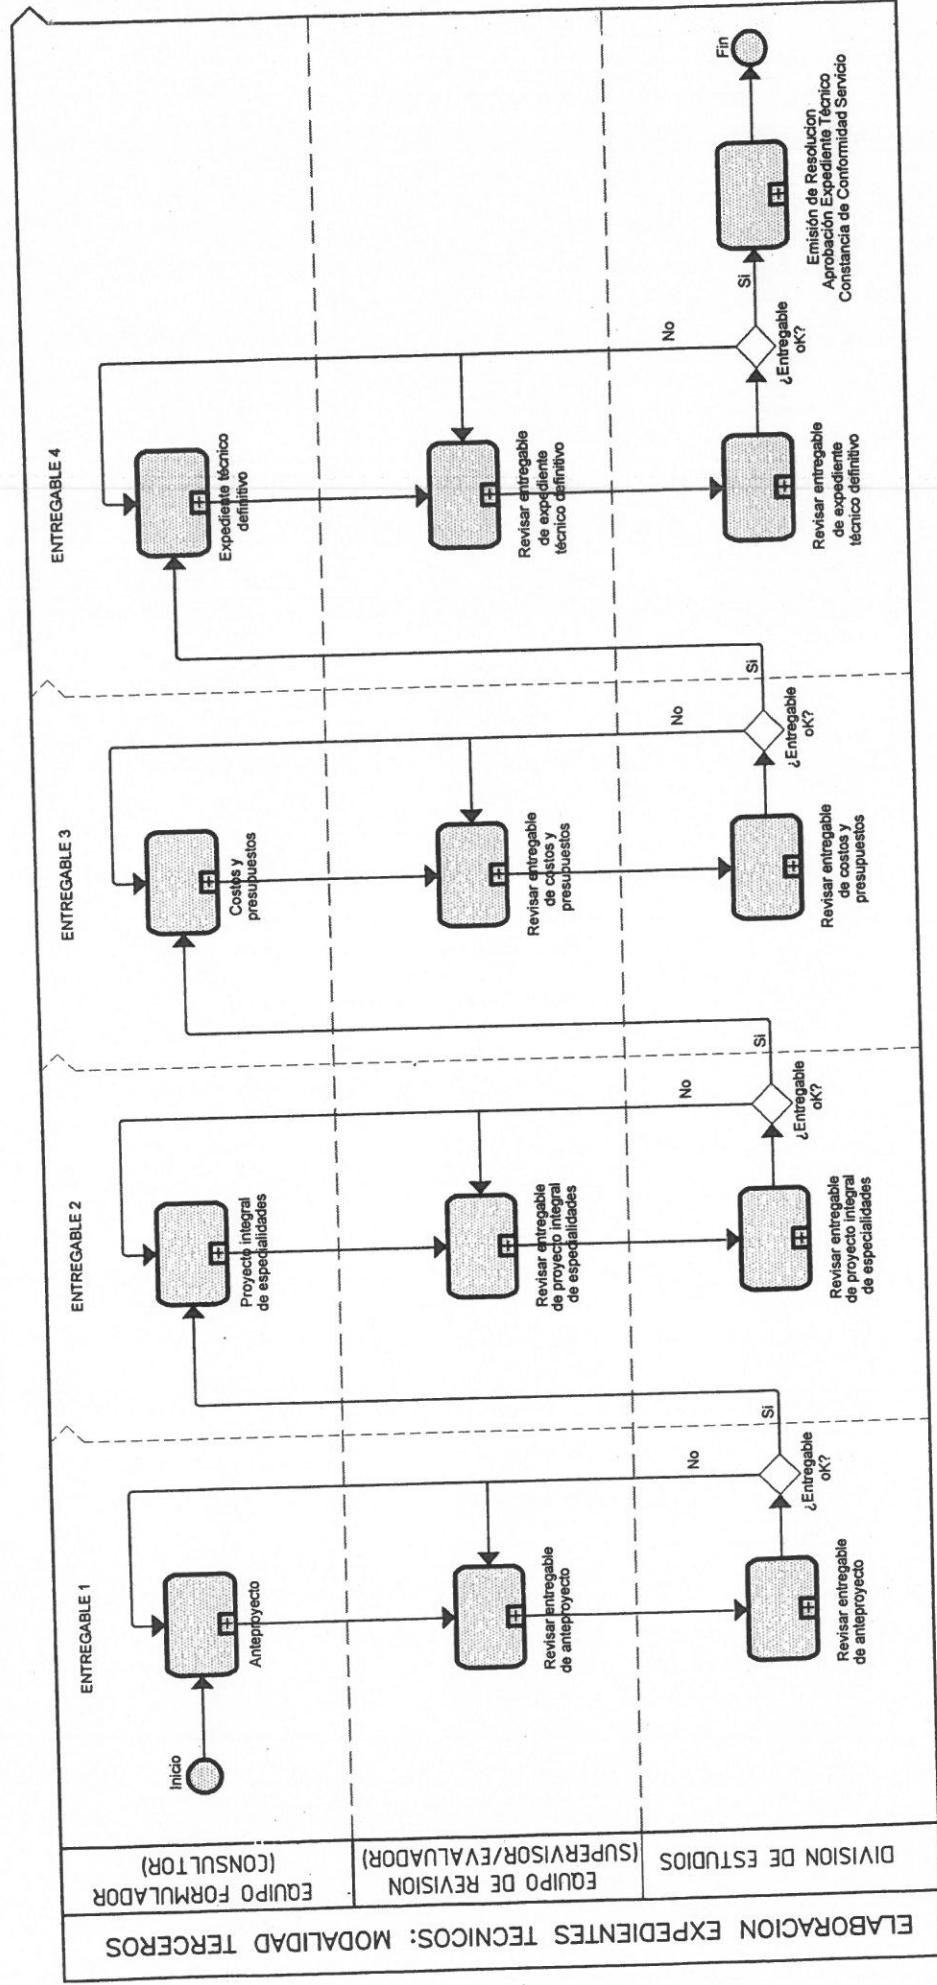 ELABORACION EXPEDIENTES TECNICOS: MODALIDAD TERCEROS
EQUIPO FORMULADOR
(CONSULTOR)
EQUIPO DE REVISION
(SUPERVISOR/EVALUADOR)
DIVISION DE ESTUDIOS
ENTREGABLE 1
Inicio
Anteproyecto
Revisar entregable
de anteproyecto
Revisar entregable
de anteproyecto
¿Entregable
oK?
No
Si
ENTREGABLE 2
Proyecto integral
de especialidades
Revisar entregable
de proyecto integral
de especialidades
Revisar entregable
de proyecto integral
de especialidades
¿Entregable
oK?
No
Si
ENTREGABLE 3
Costos y
presupuestos
Revisar entregable
de costos y
presupuestos
Revisar entregable
de costos y
presupuestos
¿Entregable
oK?
No
Si
ENTREGABLE 4
Expediente técnico
definitivo
Revisar entregable
de expediente
técnico definitivo
Revisar entregable
de expediente
técnico definitivo
¿Entregable
oK?
No
Si
Emisión de Resolucion
Aprobación Expediente Técnico
Constancia de Conformidad Servicio
Fin